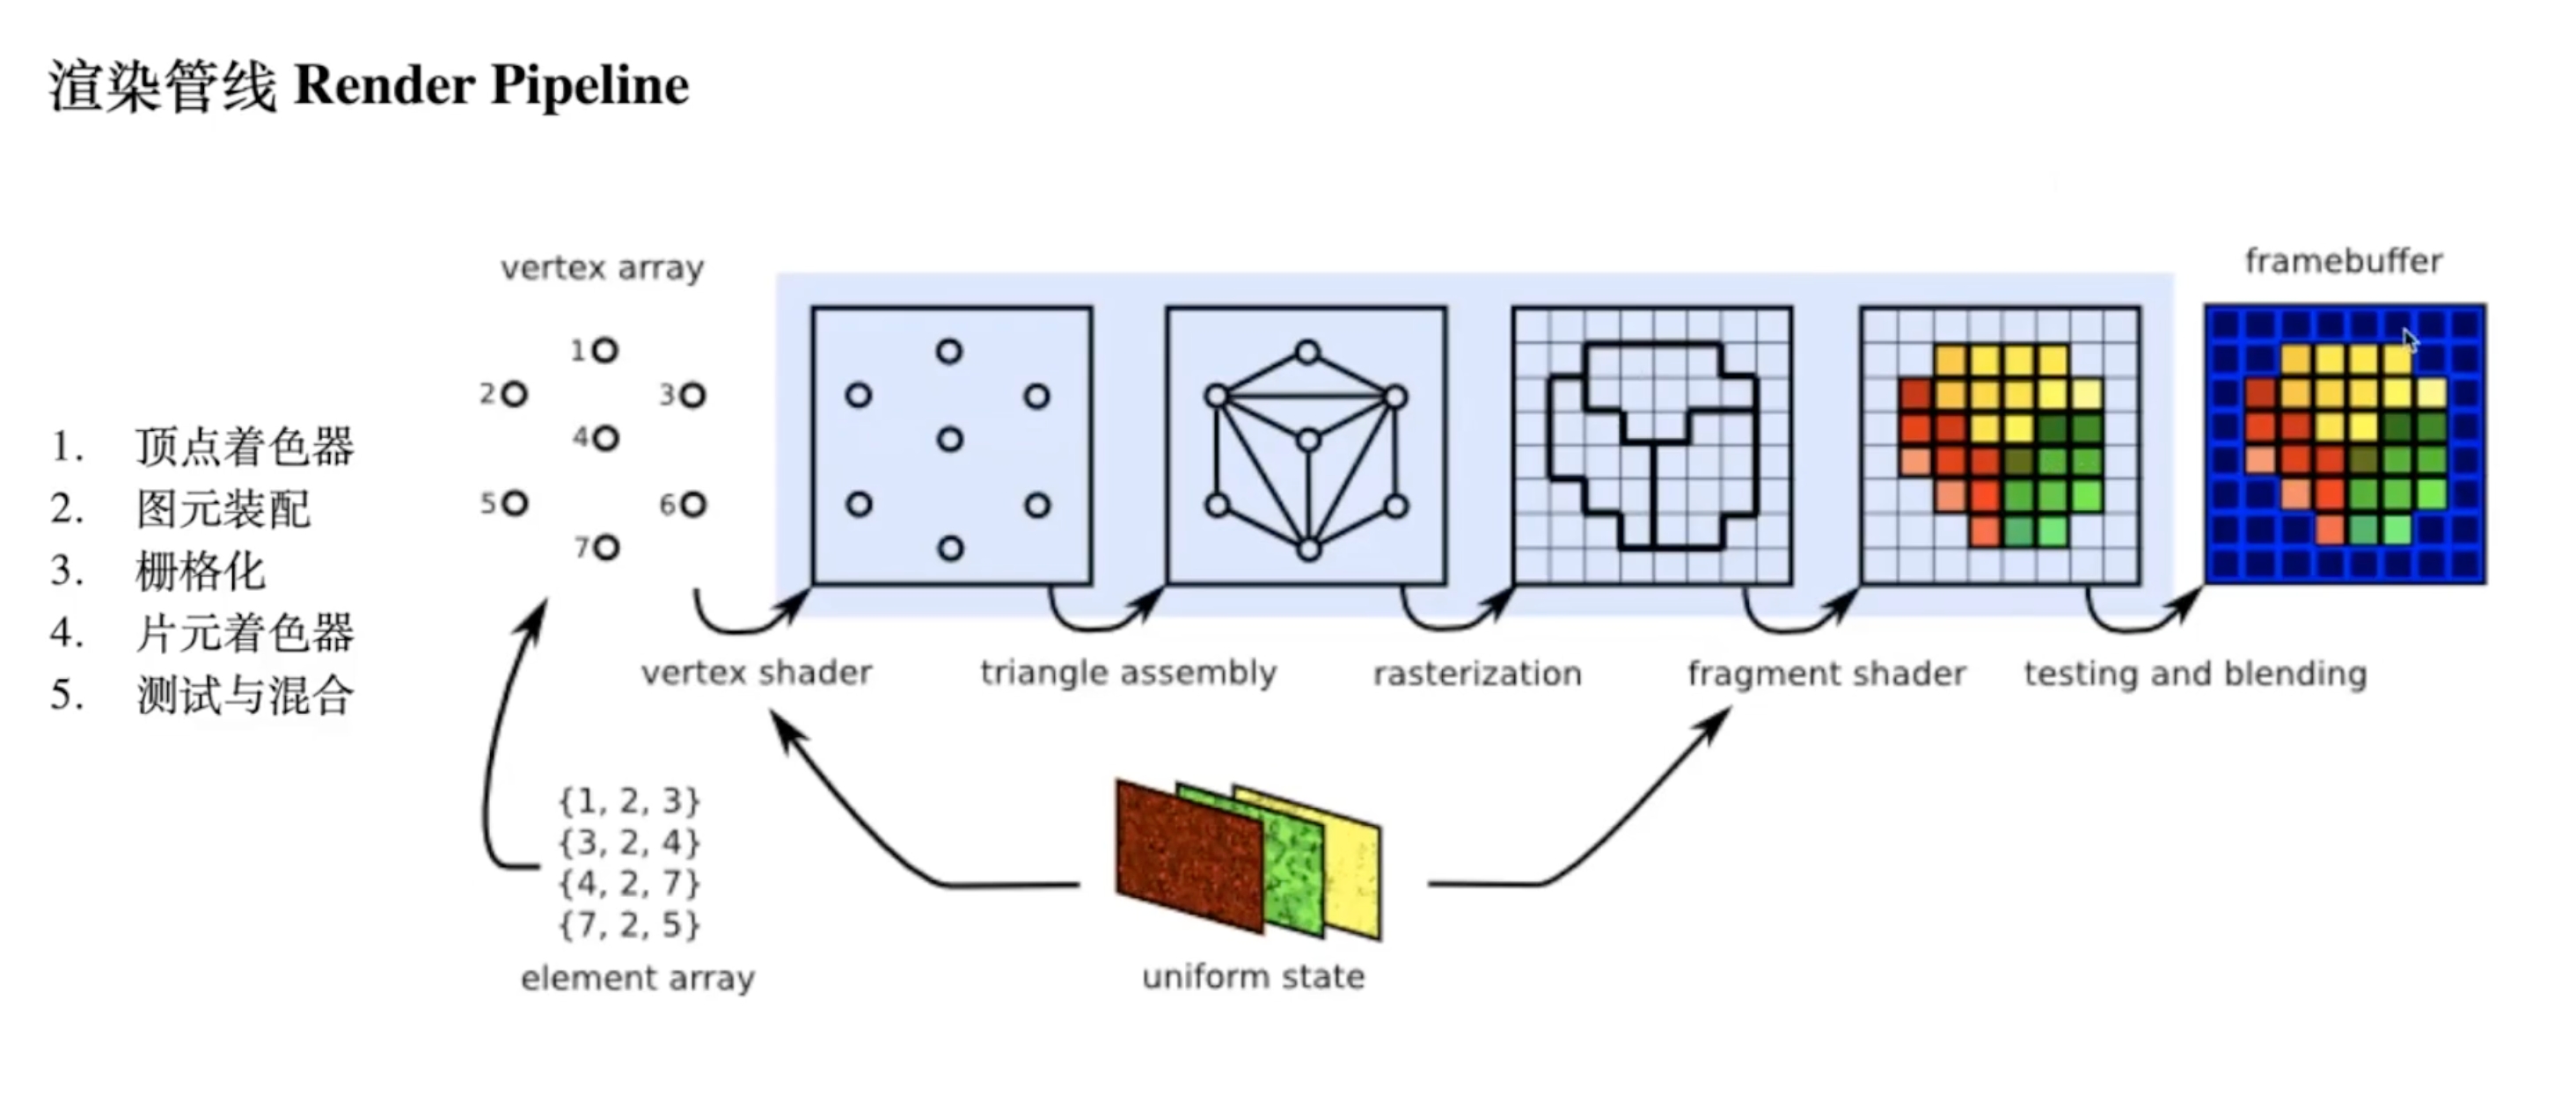 渲染管线 Render Pipeline
1. 顶点着色器
2. 图元装配
3. 栅格化
4. 片元着色器
5. 测试与混合
vertex array
1
2
3
4
5
6
7
framebuffer
vertex shader
triangle assembly
rasterization
fragment shader
testing and blending
{1, 2, 3}
{3, 2, 4}
{4, 2, 7}
{7, 2, 5}
element array
uniform state